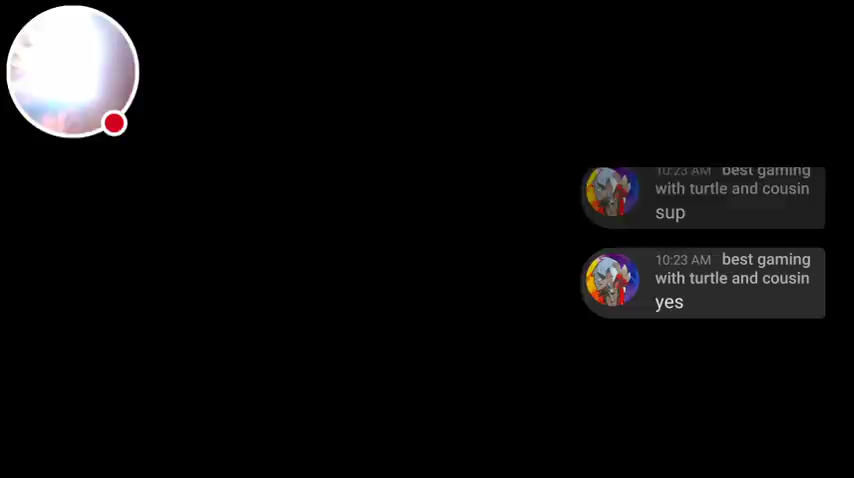 10:23 AM best gaming
with turtle and cousin
sup
10:23 AM best gaming
with turtle and cousin
yes